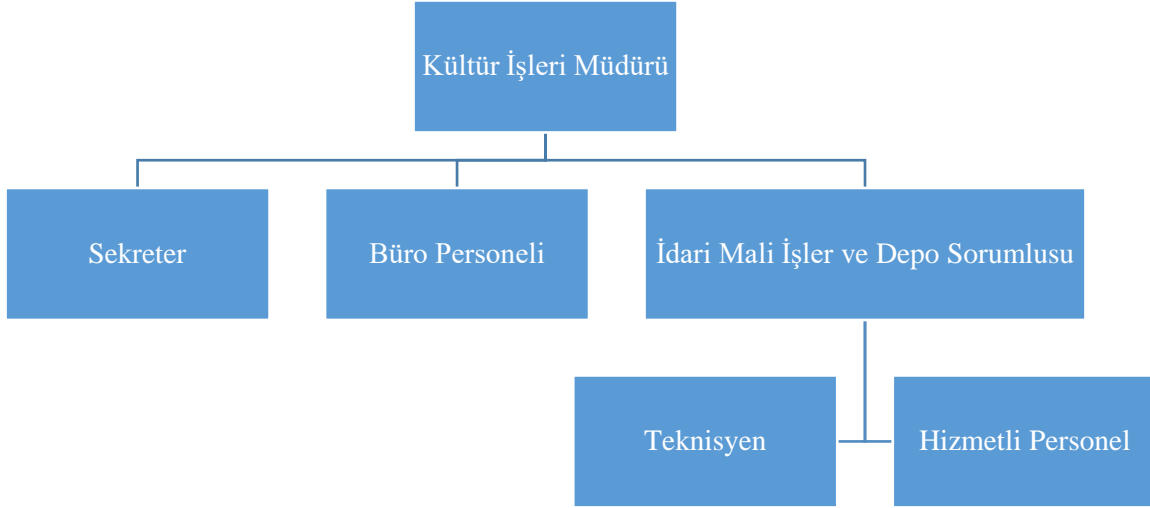 Kültür İşleri Müdürü
Sekreter
Büro Personeli
İdari Mali İşler ve Depo Sorumlusu
Teknisyen
Hizmetli Personel